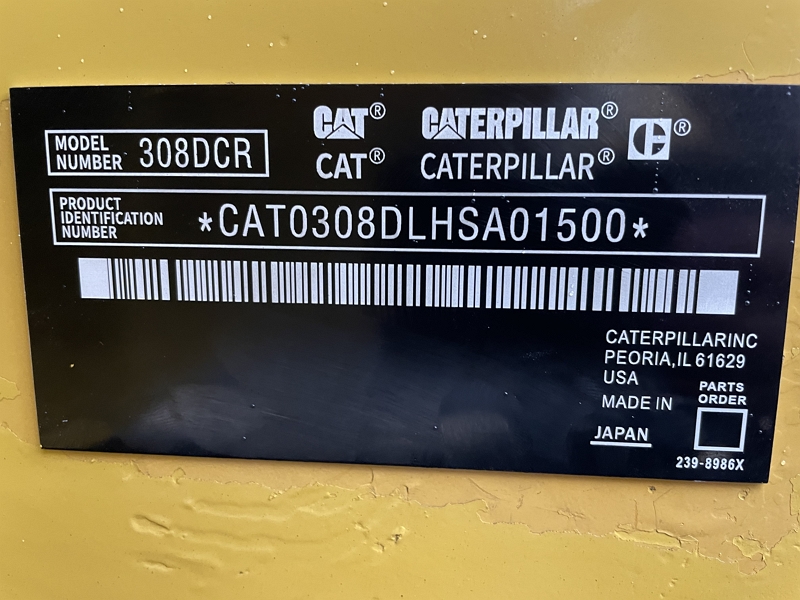 MODEL NUMBER 308DCR
CAT® CATERPILLAR® CE®
CAT® CATERPILLAR®
PRODUCT
IDENTIFICATION
NUMBER
*CAT0308DLHSA01500*
CATERPILLARINC
PEORIA,IL 61629
USA
MADE IN
JAPAN
PARTS
ORDER
239-8986X